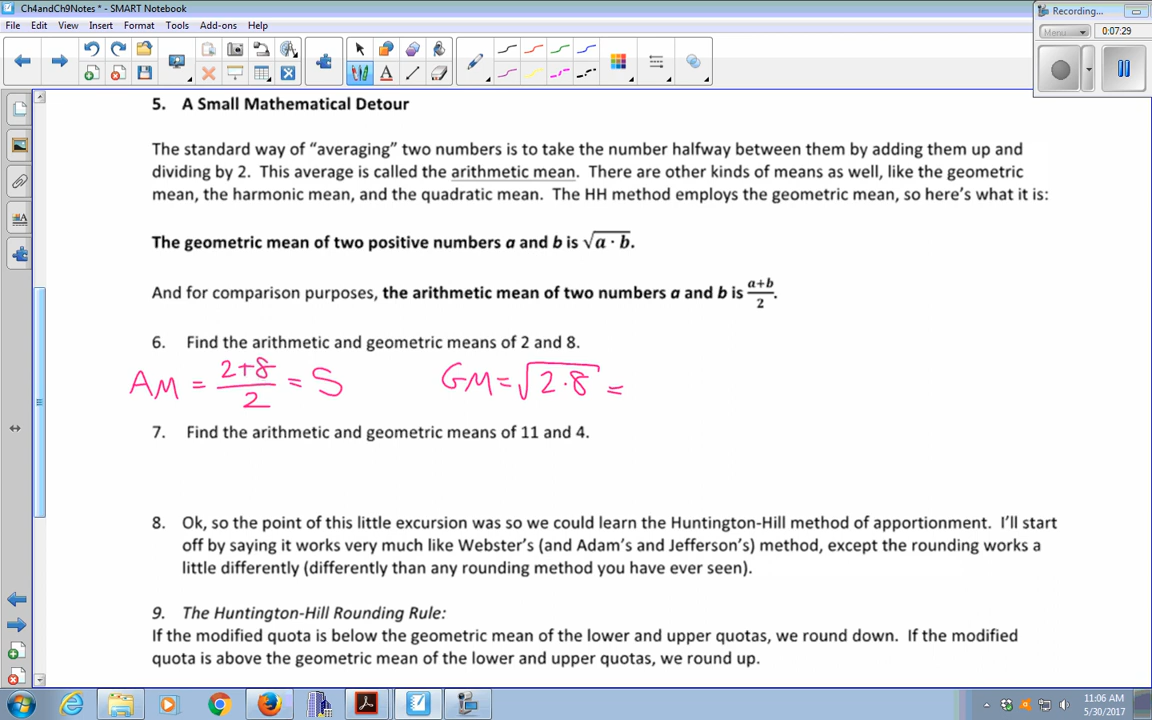 Ch4andCh9Notes * - SMART Notebook
File Edit View Insert Format Tools Add-ons Help
Recording...
Menu
0:07:29
5. A Small Mathematical Detour
The standard way of “averaging” two numbers is to take the number halfway between them by adding them up and
dividing by 2. This average is called the arithmetic mean. There are other kinds of means as well, like the geometric
mean, the harmonic mean, and the quadratic mean. The HH method employs the geometric mean, so here’s what it is:
The geometric mean of two positive numbers a and b is √a · b.
And for comparison purposes, the arithmetic mean of two numbers a and b is a+b/2.
6. Find the arithmetic and geometric means of 2 and 8.
AM = 2+8/2 = 5 GM = √2·8 =
7. Find the arithmetic and geometric means of 11 and 4.
8. Ok, so the point of this little excursion was so we could learn the Huntington-Hill method of apportionment. I’ll start
off by saying it works very much like Webster’s (and Adam’s and Jefferson’s) method, except the rounding works a
little differently (differently than any rounding method you have ever seen).
9. The Huntington-Hill Rounding Rule:
If the modified quota is below the geometric mean of the lower and upper quotas, we round down. If the modified
quota is above the geometric mean of the lower and upper quotas, we round up.
11:06 AM
5/30/2017